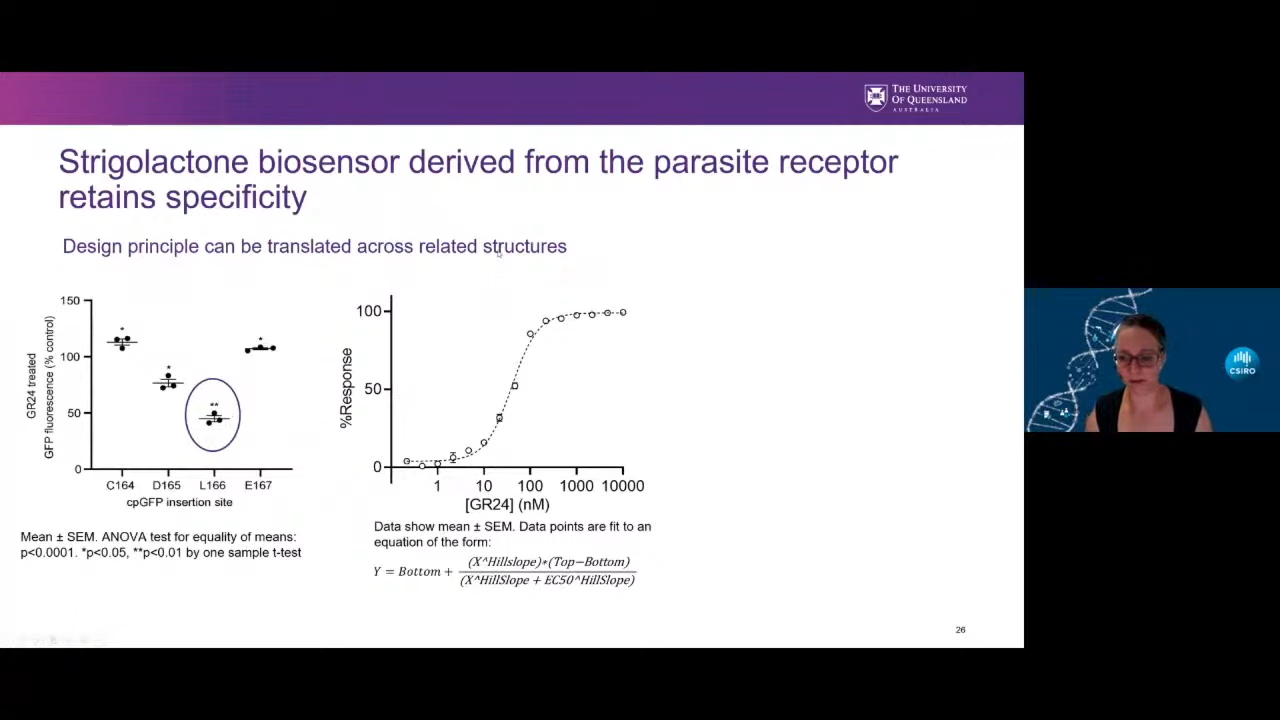 THE UNIVERSITY
OF QUEENSLAND
AUSTRALIA
Strigolactone biosensor derived from the parasite receptor
retains specificity
Design principle can be translated across related structures
GR24 treated
GFP fluorescence (% control)
150
100
50
0
*
*
**
*
C164 D165 L166 E167
cpGFP insertion site
Mean ± SEM. ANOVA test for equality of means:
p<0.0001. *p<0.05, **p<0.01 by one sample t-test
%Response
100
50
0
1 10 100 1000 10000
[GR24] (nM)
Data show mean ± SEM. Data points are fit to an
equation of the form:
Y = Bottom + (X^Hillslope)*(Top−Bottom)
(X^HillSlope + EC50^HillSlope)
26
CSIRO